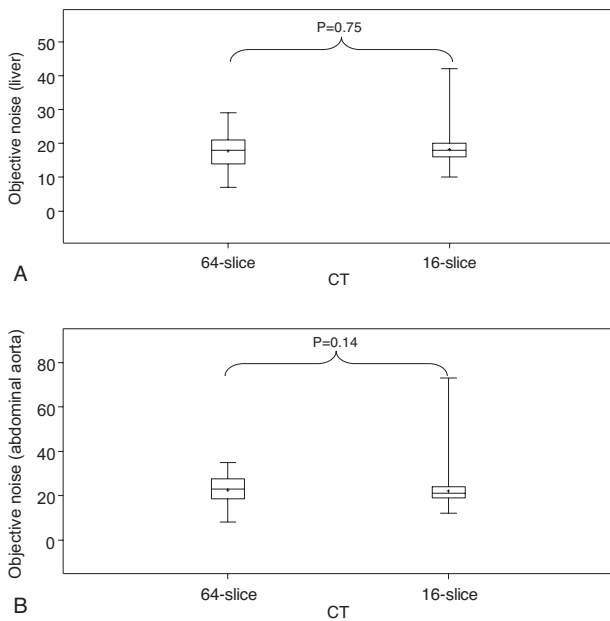 P=0.75
50
40
30
20
10
0
Objective noise (liver)
64-slice
16-slice
CT
A
P=0.14
80
60
40
20
0
Objective noise (abdominal aorta)
64-slice
16-slice
CT
B